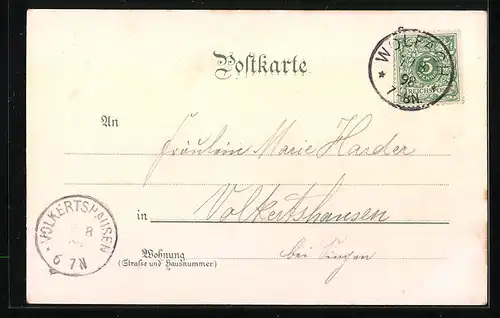 Postkarte
WOLFACH
98
7-8N.
5
REICHSPOST
An
Fräulein Marie Harder
in Volkertshausen
bei Singen
Wohnung
(Straße und Hausnummer)
VOLKERTSHAUSEN
8
6 7N